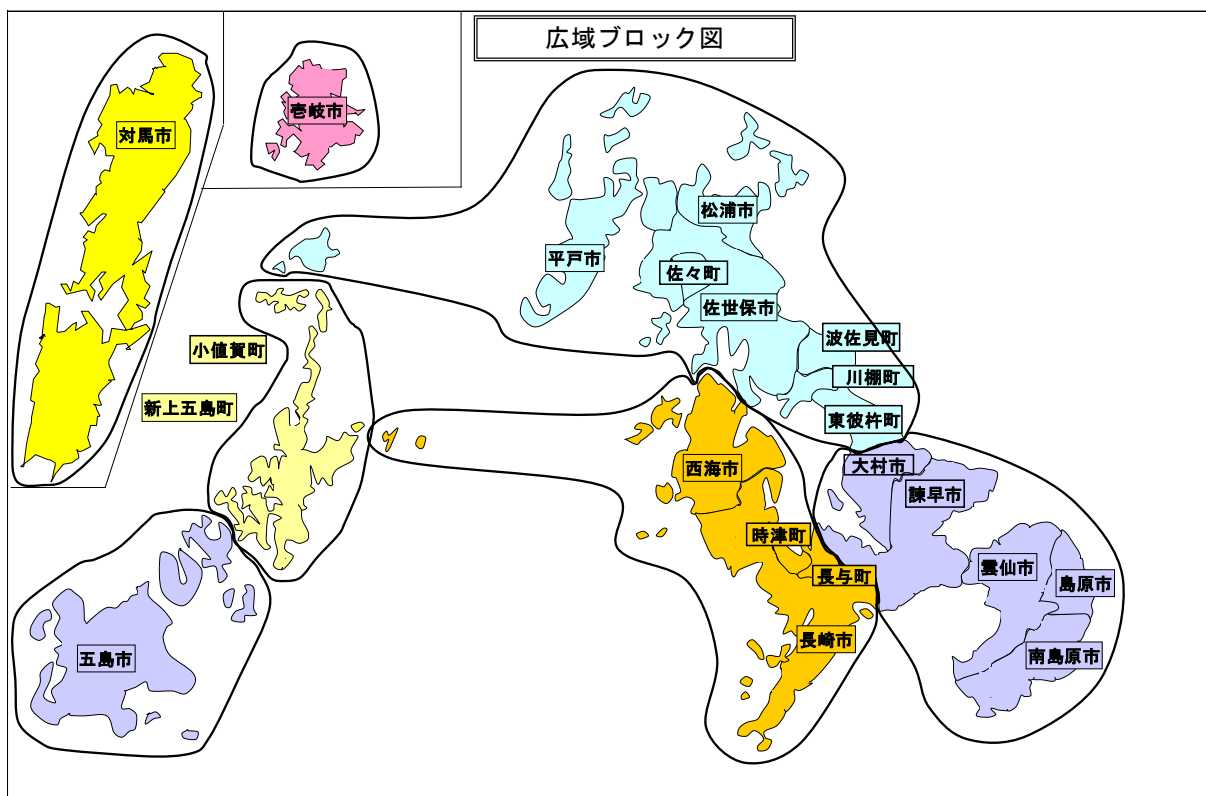 広域ブロック図
対馬市
壱岐市
松浦市
平戸市
佐々町
佐世保市
波佐見町
小値賀町
川棚町
新上五島町
東彼杵町
大村市
西海市
諫早市
時津町
雲仙市
長与町
島原市
長崎市
五島市
南島原市